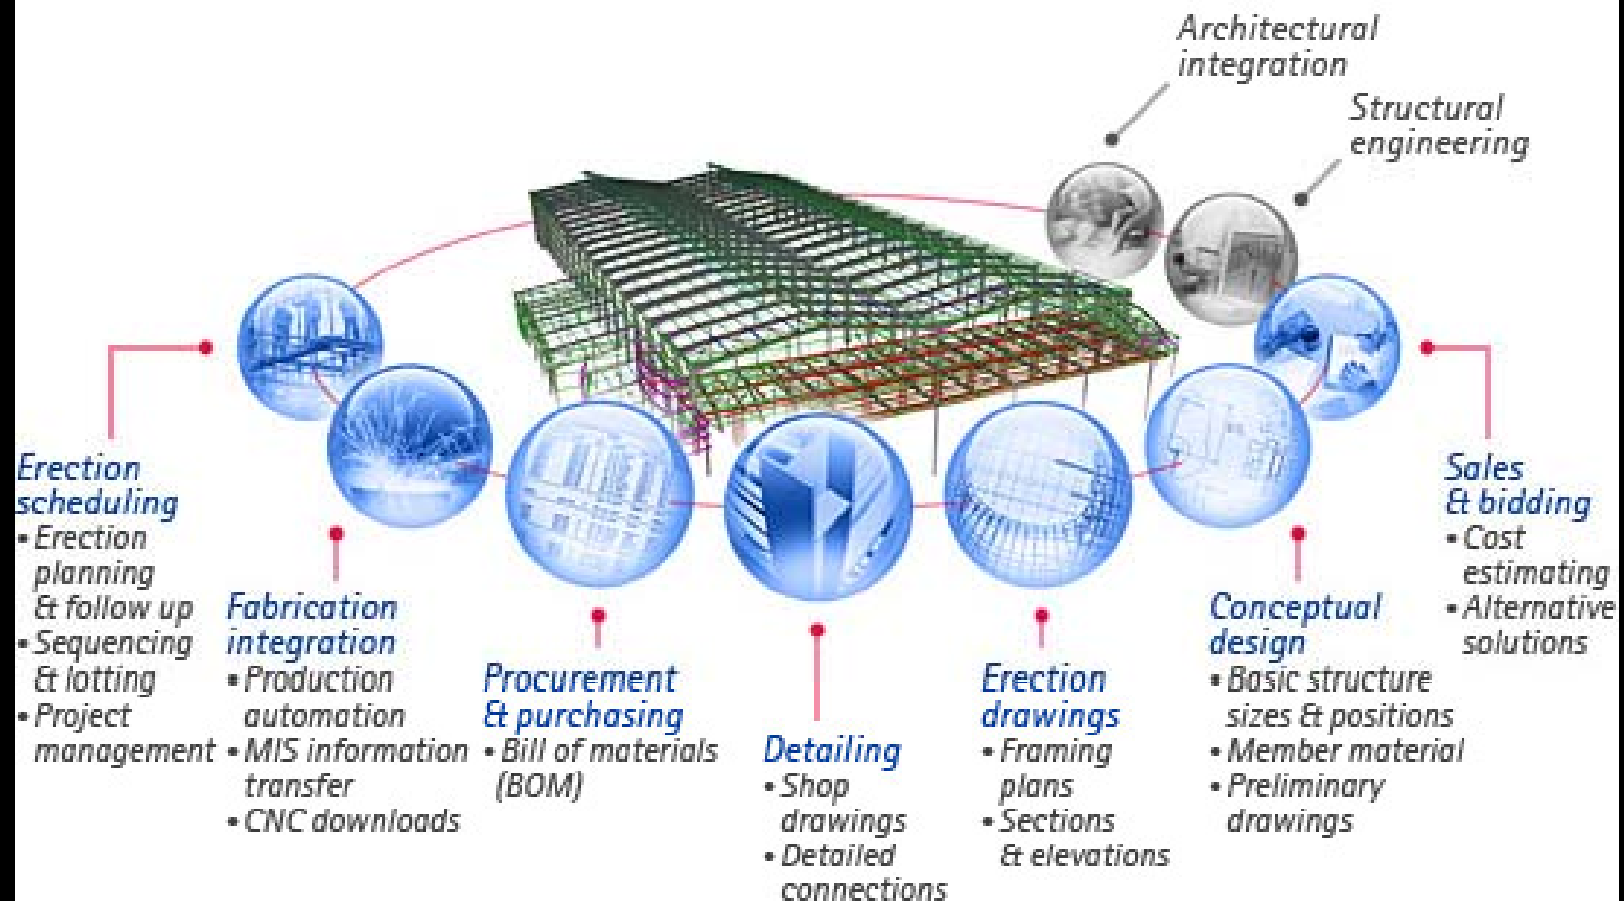 Architectural
integration
Structural
engineering
Erection
scheduling
• Erection
planning
& follow up
• Sequencing
& lotting
• Project
management
Fabrication
integration
• Production
automation
• MIS information
transfer
• CNC downloads
Procurement
& purchasing
• Bill of materials
(BOM)
Detailing
• Shop
drawings
• Detailed
connections
Erection
drawings
• Framing
plans
• Sections
& elevations
Conceptual
design
• Basic structure
sizes & positions
• Member material
• Preliminary
drawings
Sales
& bidding
• Cost
estimating
• Alternative
solutions